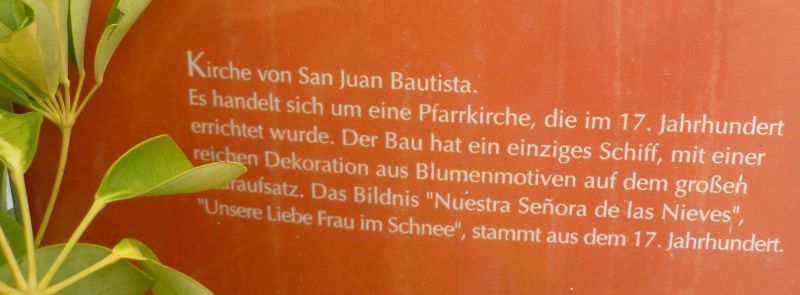 Kirche von San Juan Bautista.
Es handelt sich um eine Pfarrkirche, die im 17. Jahrhundert
errichtet wurde. Der Bau hat ein einziges Schiff, mit einer
reichen Dekoration aus Blumenmotiven auf dem großen
raufsatz. Das Bildnis "Nuestra Señora de las Nieves",
"Unsere Liebe Frau im Schnee", stammt aus dem 17. Jahrhundert.